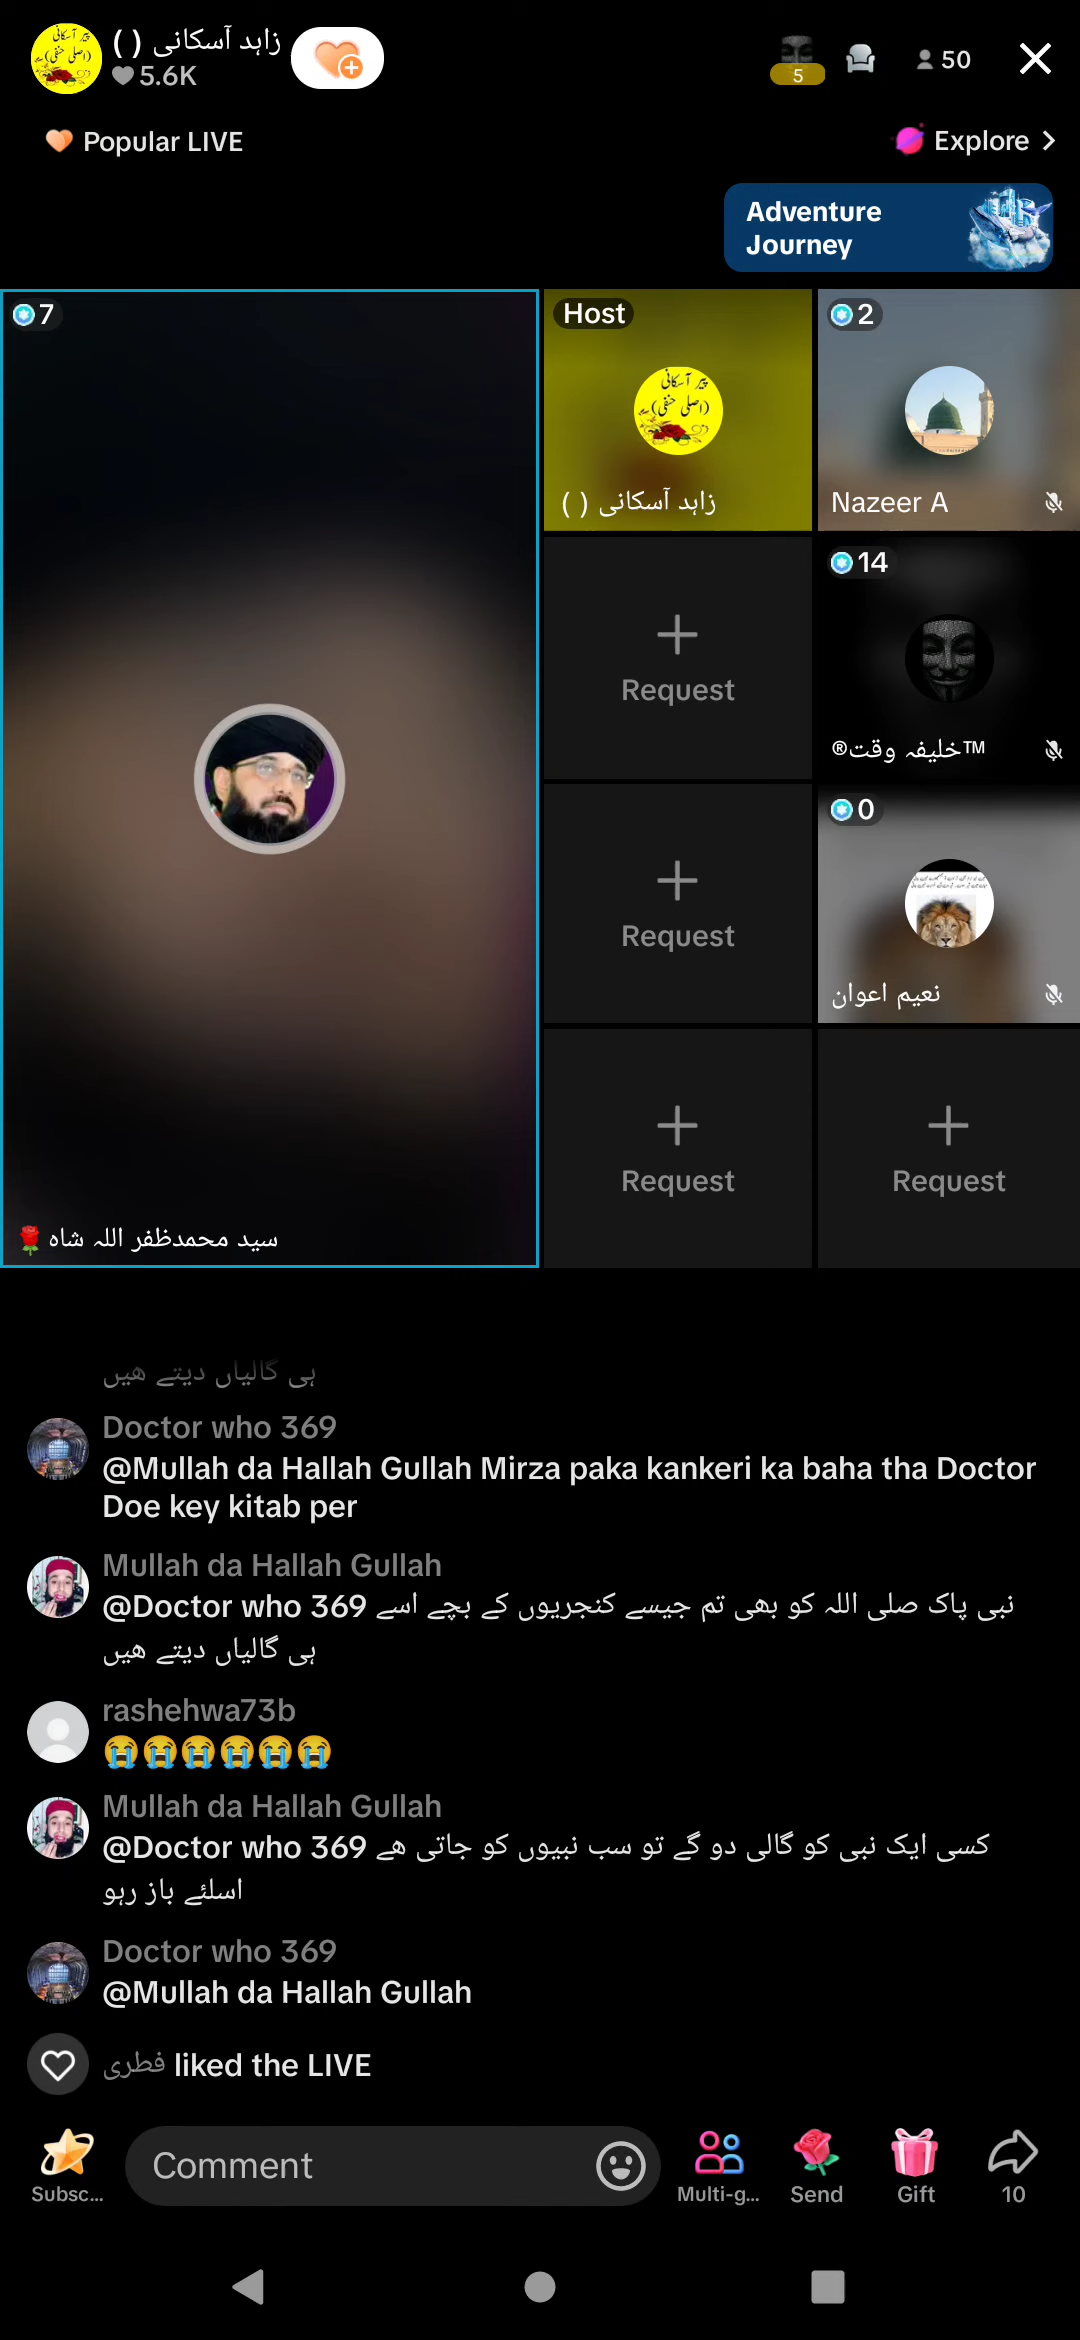 زاہد آسکانی ( )
5.6K
5
50
Popular LIVE
Explore
Adventure
Journey
7
Host
پیر آسکانی
(اصلی حنفی)
زاہد آسکانی ( )
2
Nazeer A
Request
14
®خلیفہ وقت™
Request
0
نعیم اعوان
Request
Request
سید محمدظفر اللہ شاہ🌹
ہی گالیاں دیتے ھیں
Doctor who 369
@Mullah da Hallah Gullah Mirza paka kankeri ka baha tha Doctor
Doe key kitab per
Mullah da Hallah Gullah
@Doctor who 369 نبی پاک صلی اللہ کو بھی تم جیسے کنجریوں کے بچے اسے
ہی گالیاں دیتے ھیں
rashehwa73b
😭😭😭😭😭😭
Mullah da Hallah Gullah
@Doctor who 369 کسی ایک نبی کو گالی دو گے تو سب نبیوں کو جاتی ھے
اسلئے باز رہو
Doctor who 369
@Mullah da Hallah Gullah
فطری liked the LIVE
Comment
Subsc...
Multi-g...
Send
Gift
10